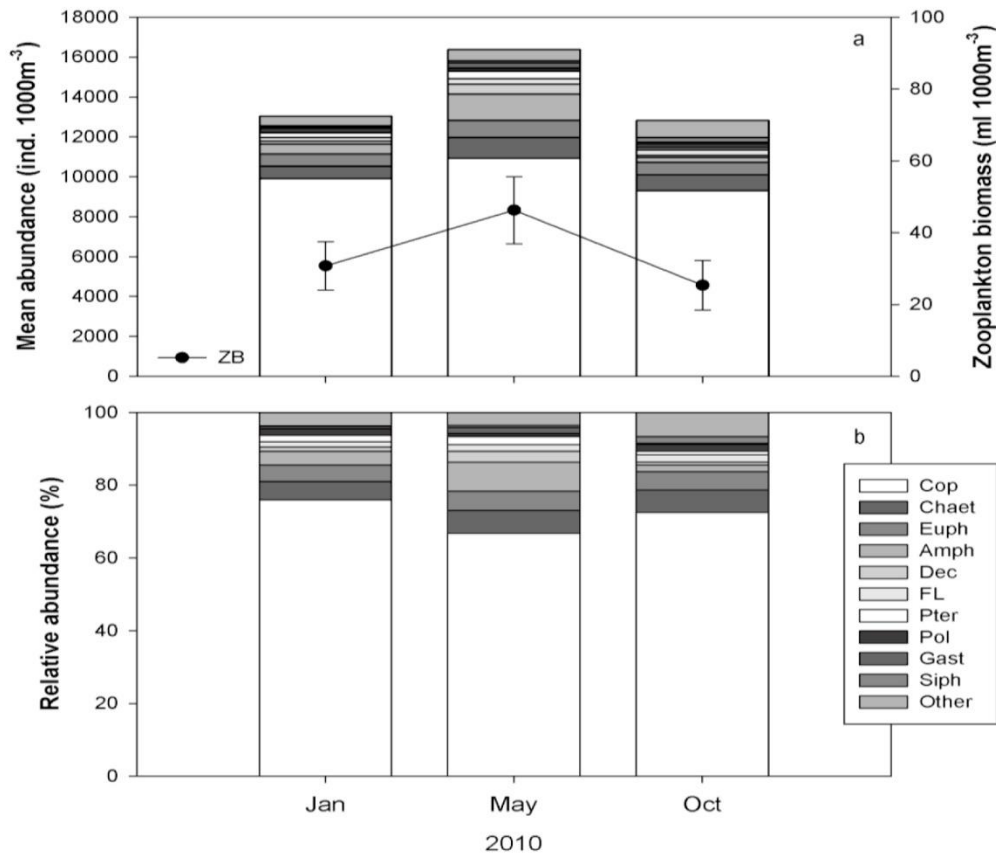 Mean abundance (ind. 1000m-3)
18000
16000
14000
12000
10000
8000
6000
4000
2000
0
a
ZB
100
80
60
40
20
0
Zooplankton biomass (ml 1000m-3)
Relative abundance (%)
100
80
60
40
20
0
b
Cop
Chaet
Euph
Amph
Dec
FL
Pter
Pol
Gast
Siph
Other
Jan May Oct
2010